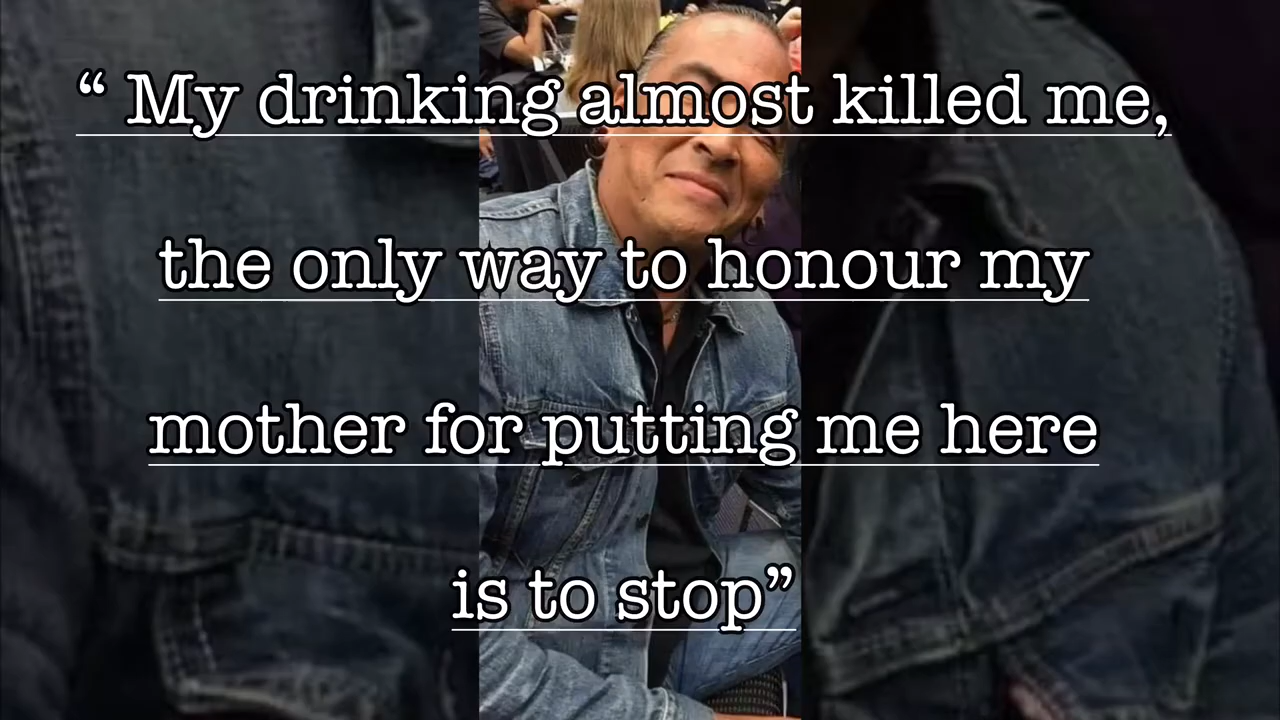 “ My drinking almost killed me,
the only way to honour my
mother for putting me here
is to stop”